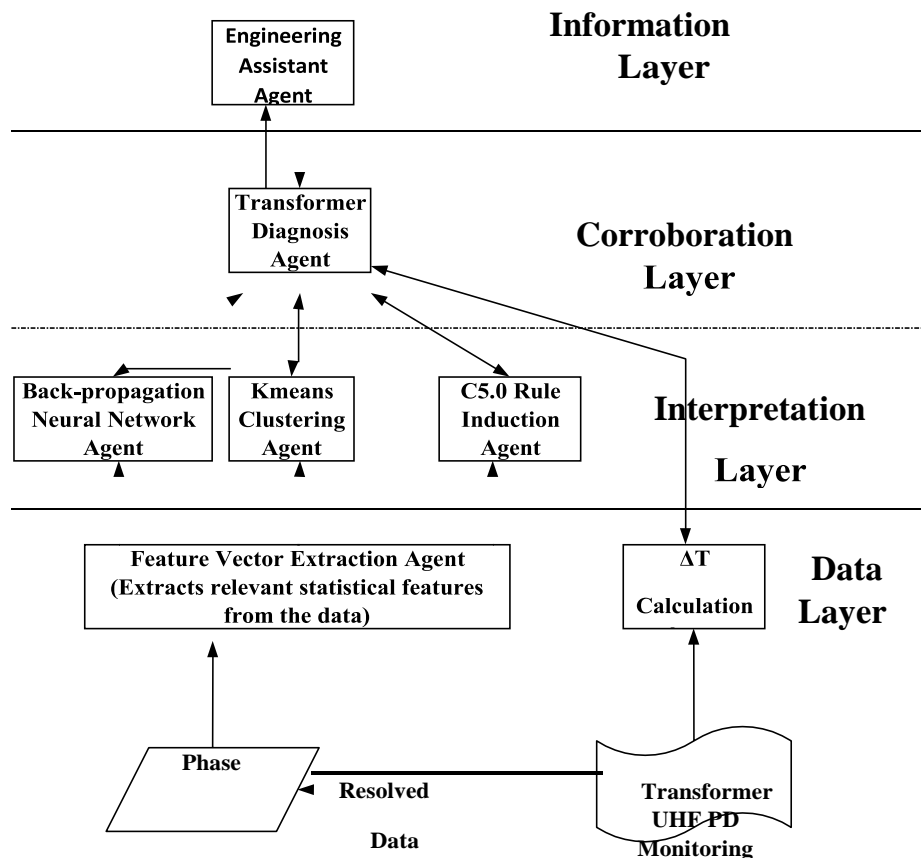 Information
Layer
Engineering
Assistant
Agent
Transformer
Diagnosis
Agent
Corroboration
Layer
Back-propagation
Neural Network
Agent
Kmeans
Clustering
Agent
C5.0 Rule
Induction
Agent
Interpretation
Layer
Feature Vector Extraction Agent
(Extracts relevant statistical features
from the data)
ΔT
Calculation
Data
Layer
Phase
Resolved
Data
Transformer
UHF PD
Monitoring